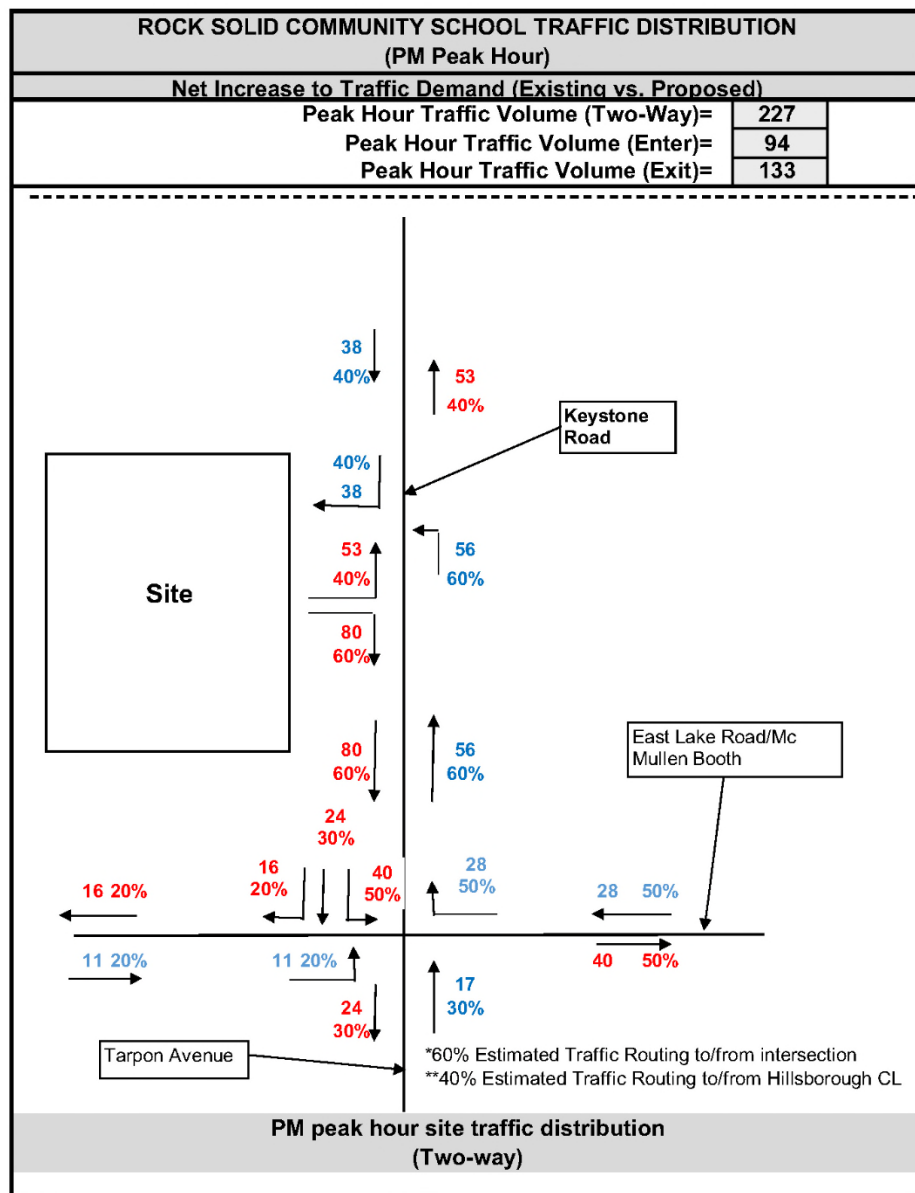 ROCK SOLID COMMUNITY SCHOOL TRAFFIC DISTRIBUTION
(PM Peak Hour)
Net Increase to Traffic Demand (Existing vs. Proposed)
Peak Hour Traffic Volume (Two-Way)= 227
Peak Hour Traffic Volume (Enter)= 94
Peak Hour Traffic Volume (Exit)= 133
38
40%
53
40%
Keystone
Road
40%
38
53
40%
56
60%
Site
80
60%
80
60%
56
60%
East Lake Road/Mc
Mullen Booth
24
30%
16
20%
40
50%
28
50%
16 20%
28 50%
11 20%
11 20%
40 50%
24
30%
17
30%
Tarpon Avenue
*60% Estimated Traffic Routing to/from intersection
**40% Estimated Traffic Routing to/from Hillsborough CL
PM peak hour site traffic distribution
(Two-way)